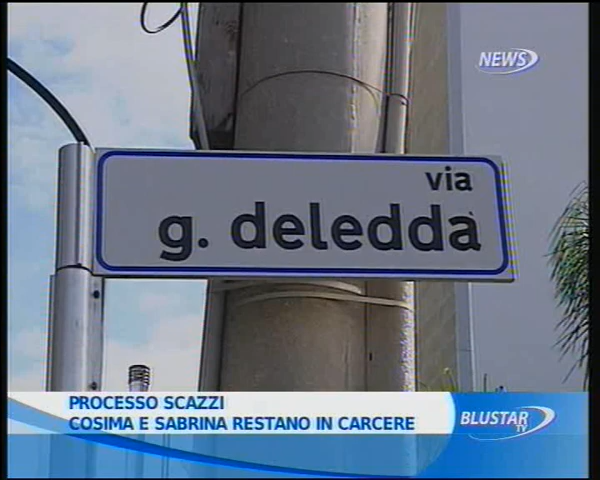 NEWS
via
g. deledda
PROCESSO SCAZZI
COSIMA E SABRINA RESTANO IN CARCERE
BLUSTAR
TV